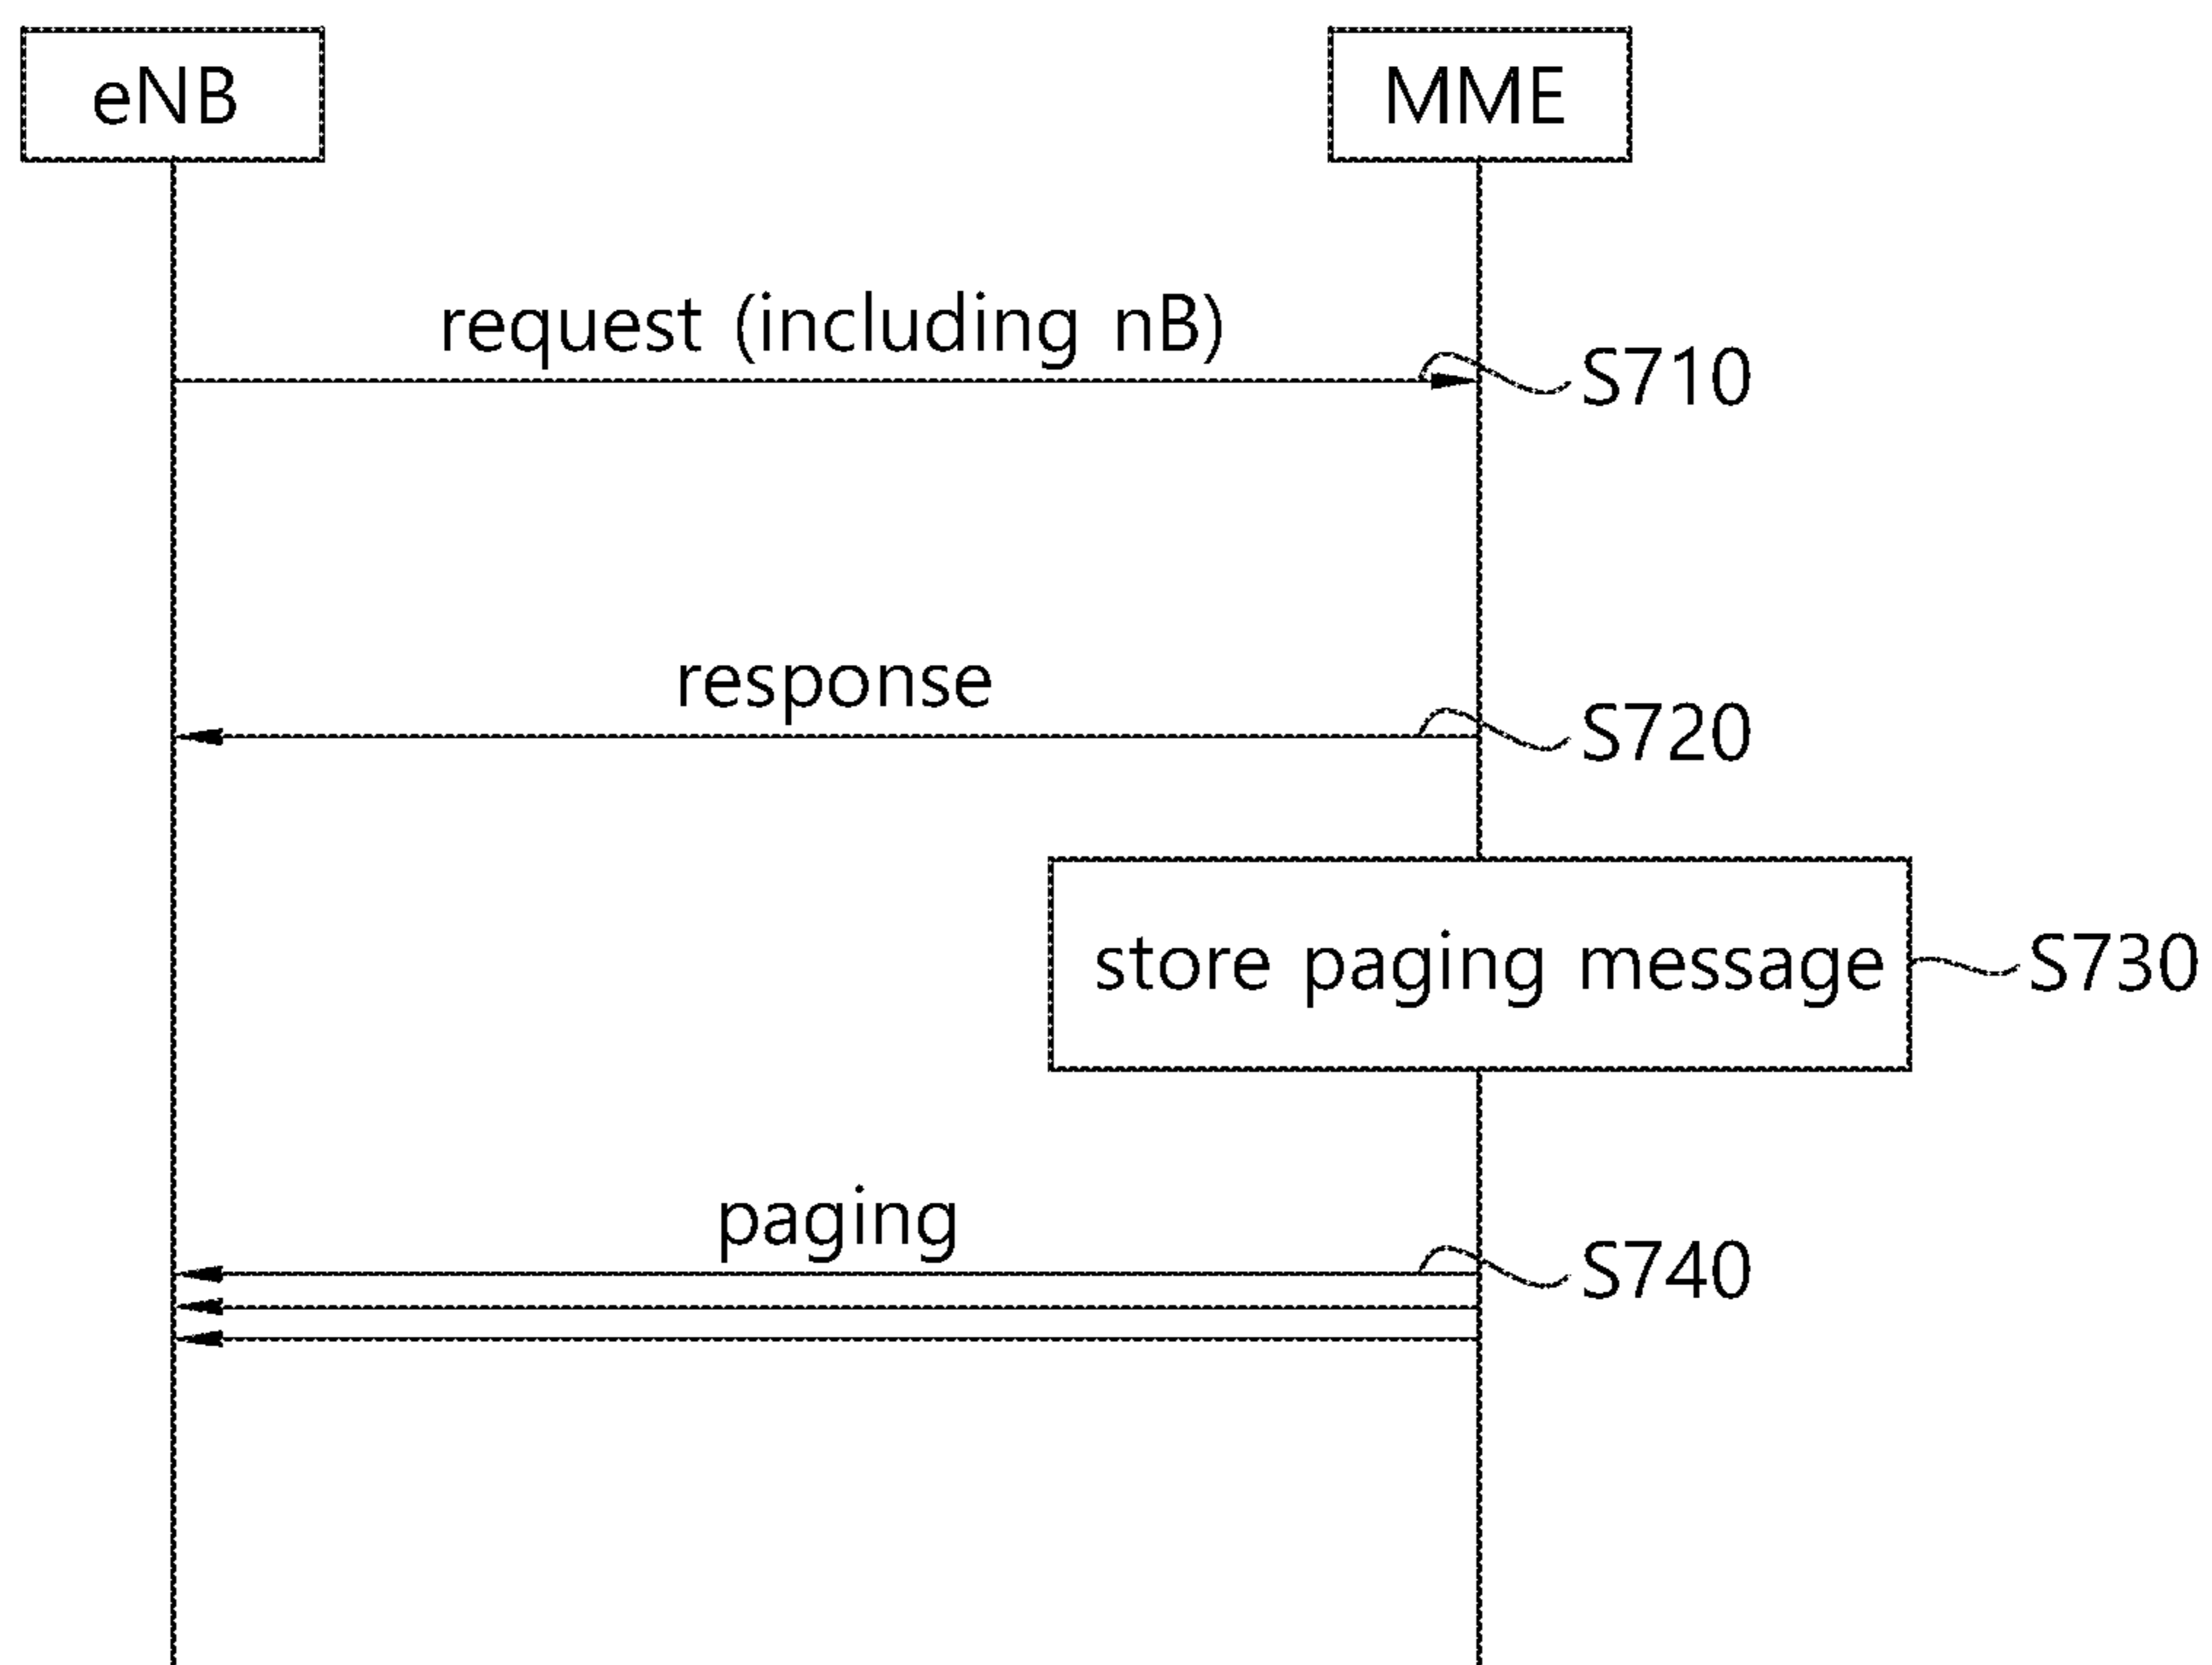 eNB
MME
request (including nB)
S710
response
S720
store paging message
S730
paging
S740